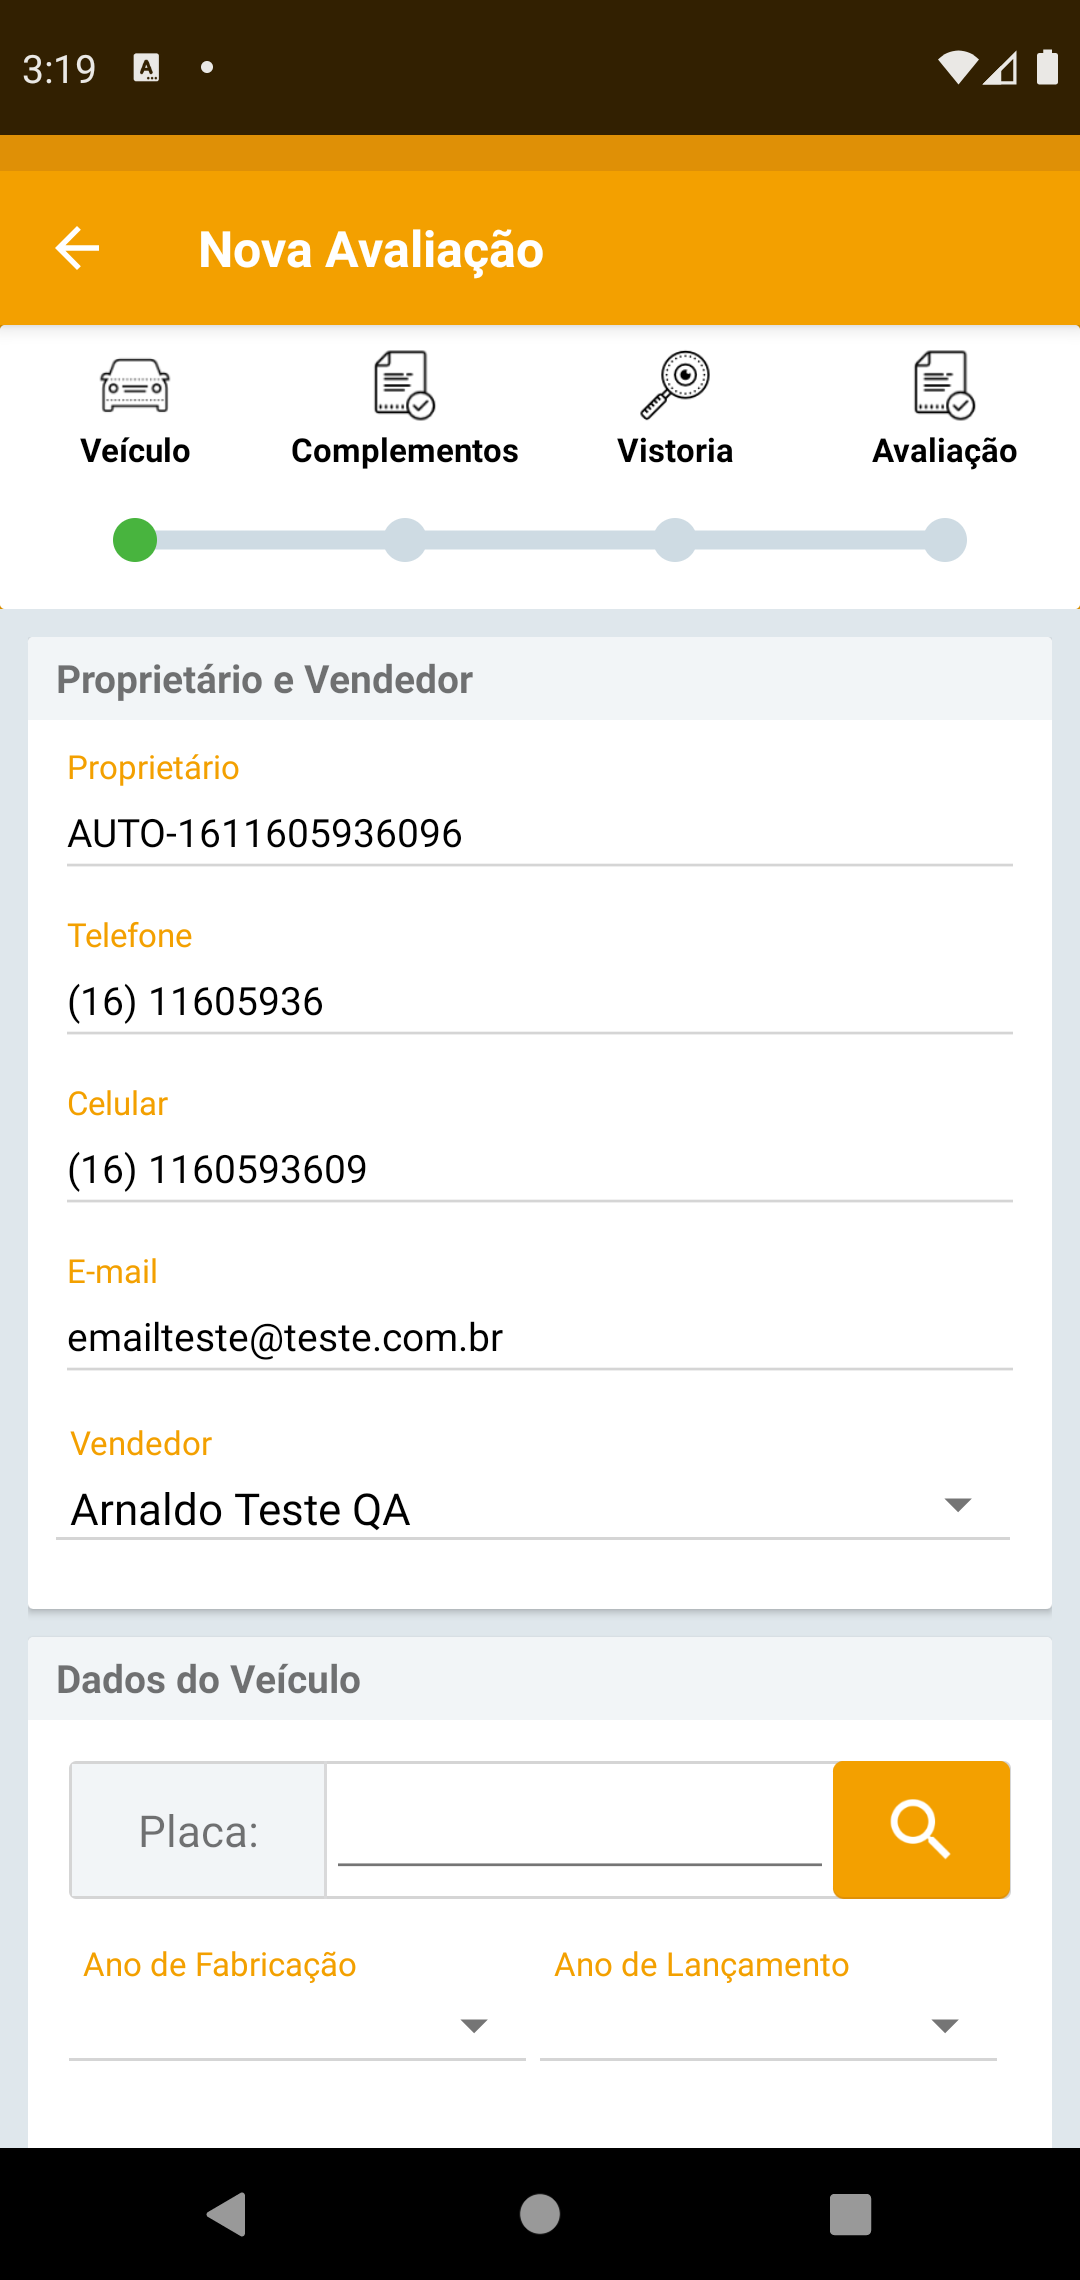 3:19
Nova Avaliação
Veículo Complementos Vistoria Avaliação
Proprietário e Vendedor
Proprietário
AUTO-1611605936096
Telefone
(16) 11605936
Celular
(16) 1160593609
E-mail
emailteste@teste.com.br
Vendedor
Arnaldo Teste QA
Dados do Veículo
Placa:
Ano de Fabricação Ano de Lançamento